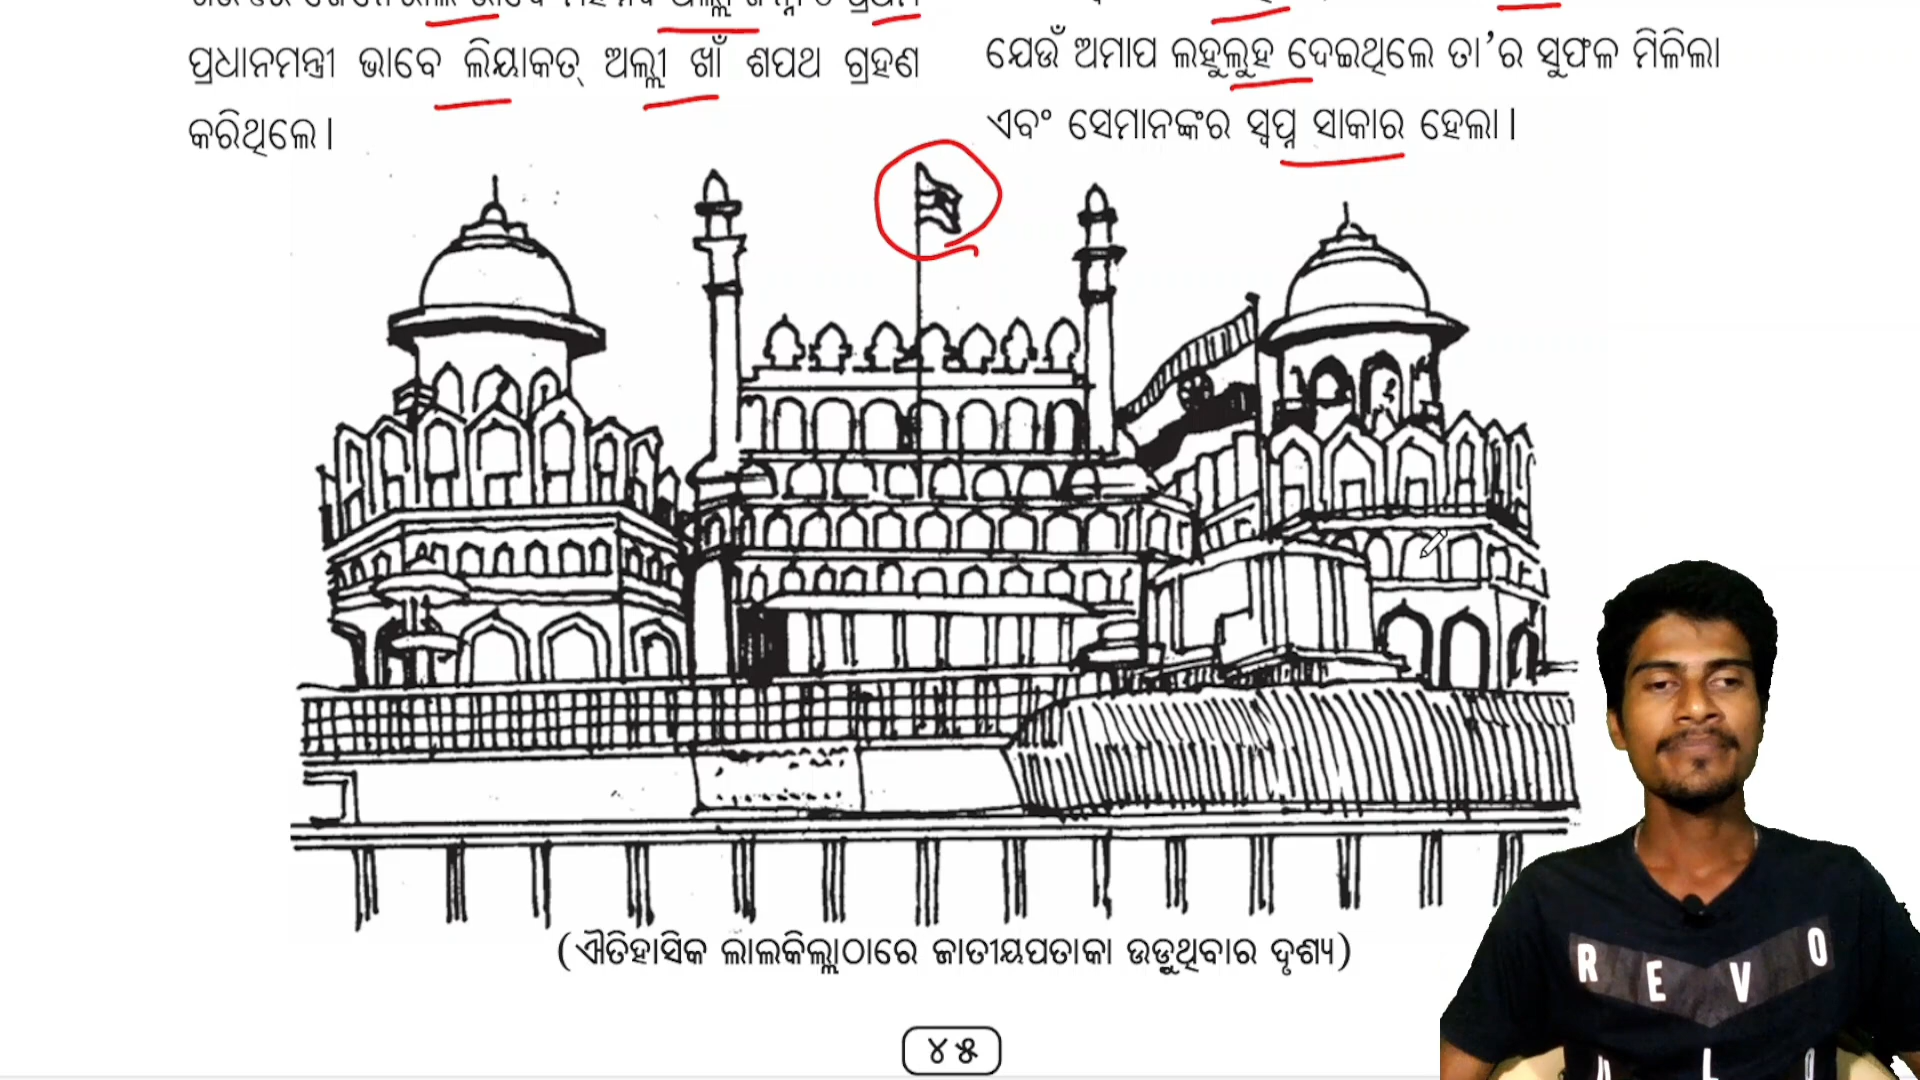 ପ୍ରଧାନମନ୍ତ୍ରୀ ଭାବେ ଲିୟାକତ୍ ଅଲ୍ଲୀ ଖାଁ ଶପଥ ଗ୍ରହଣ
କରିଥିଲେ।
ଯେଉଁ ଅମାପ ଲହୁଲୁହ ଦେଇଥିଲେ ତା’ର ସୁଫଳ ମିଳିଲା
ଏବଂ ସେମାନଙ୍କର ସ୍ୱପ୍ନ ସାକାର ହେଲା।
(ଐତିହାସିକ ଲାଲକିଲ୍ଲାଠାରେ ଜାତୀୟପତାକା ଉଡୁଥିବାର ଦୃଶ୍ୟ)
୪୫
REVO